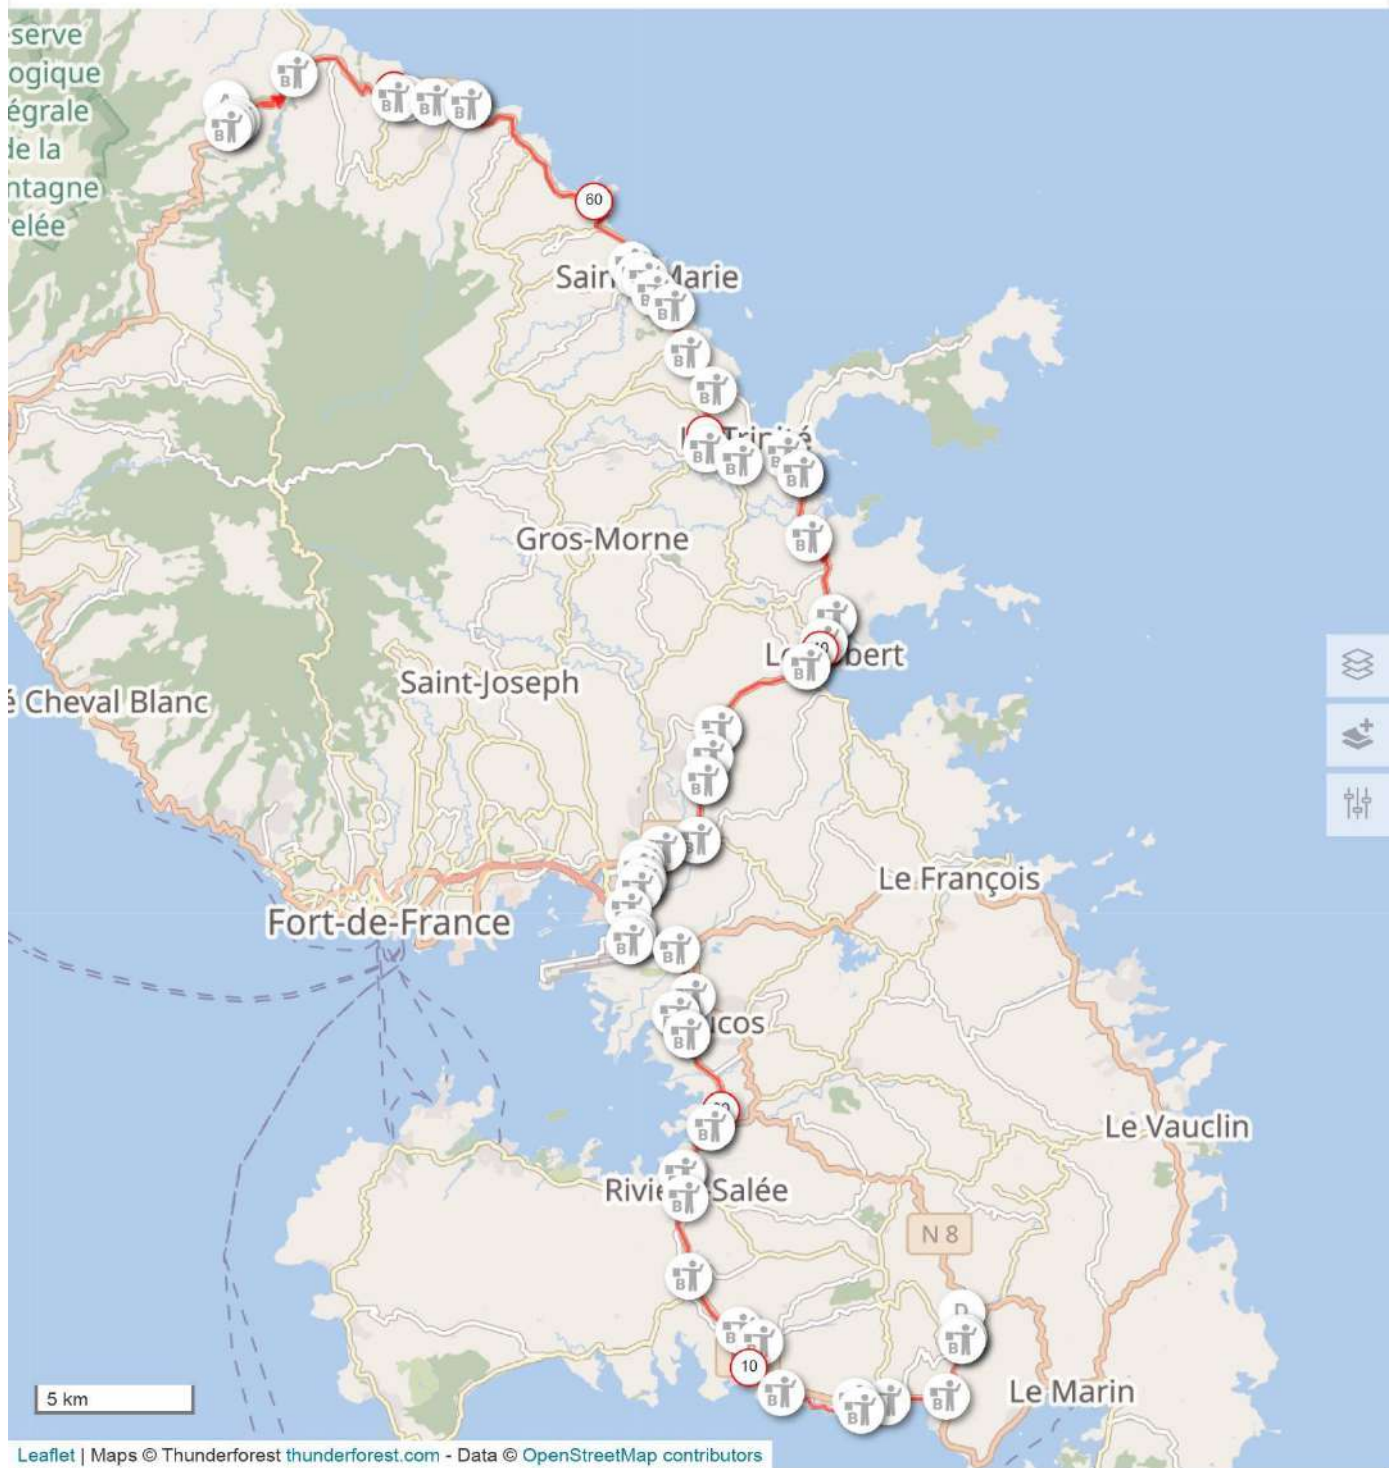 serve
ogique
égrale
de la
ntagne
elée
A
B
B
B
B
B
60
B
B
B
B
Gros-Morne
B
é Cheval Blanc
Saint-Joseph
B
B
B
Le François
Fort-de-France
B
B
B
Le Vauclin
B
B
N 8
B
D
B
B
10
B
B
B
Le Marin
5 km
Leaflet | Maps © Thunderforest thunderforest.com - Data © OpenStreetMap contributors